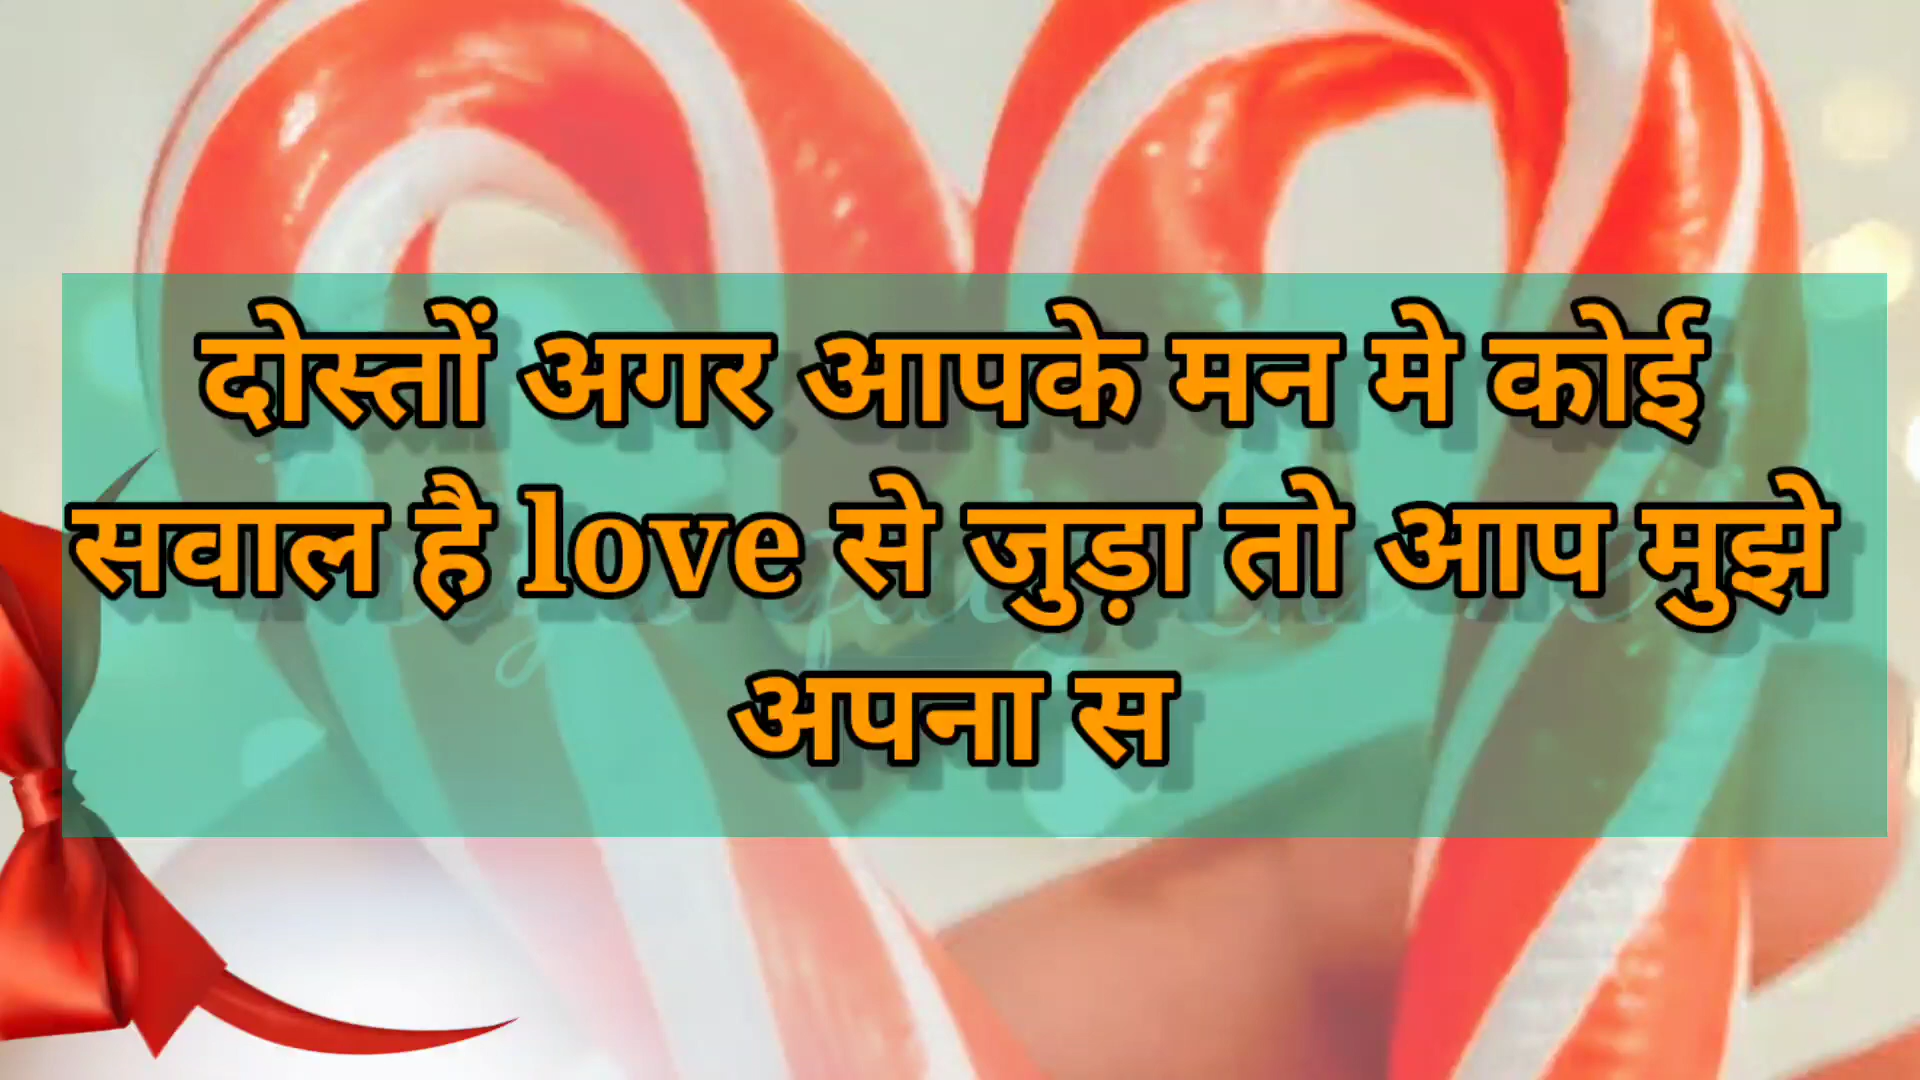 दोस्तों अगर आपके मन मे कोई
सवाल है love से जुड़ा तो आप मुझे
अपना स